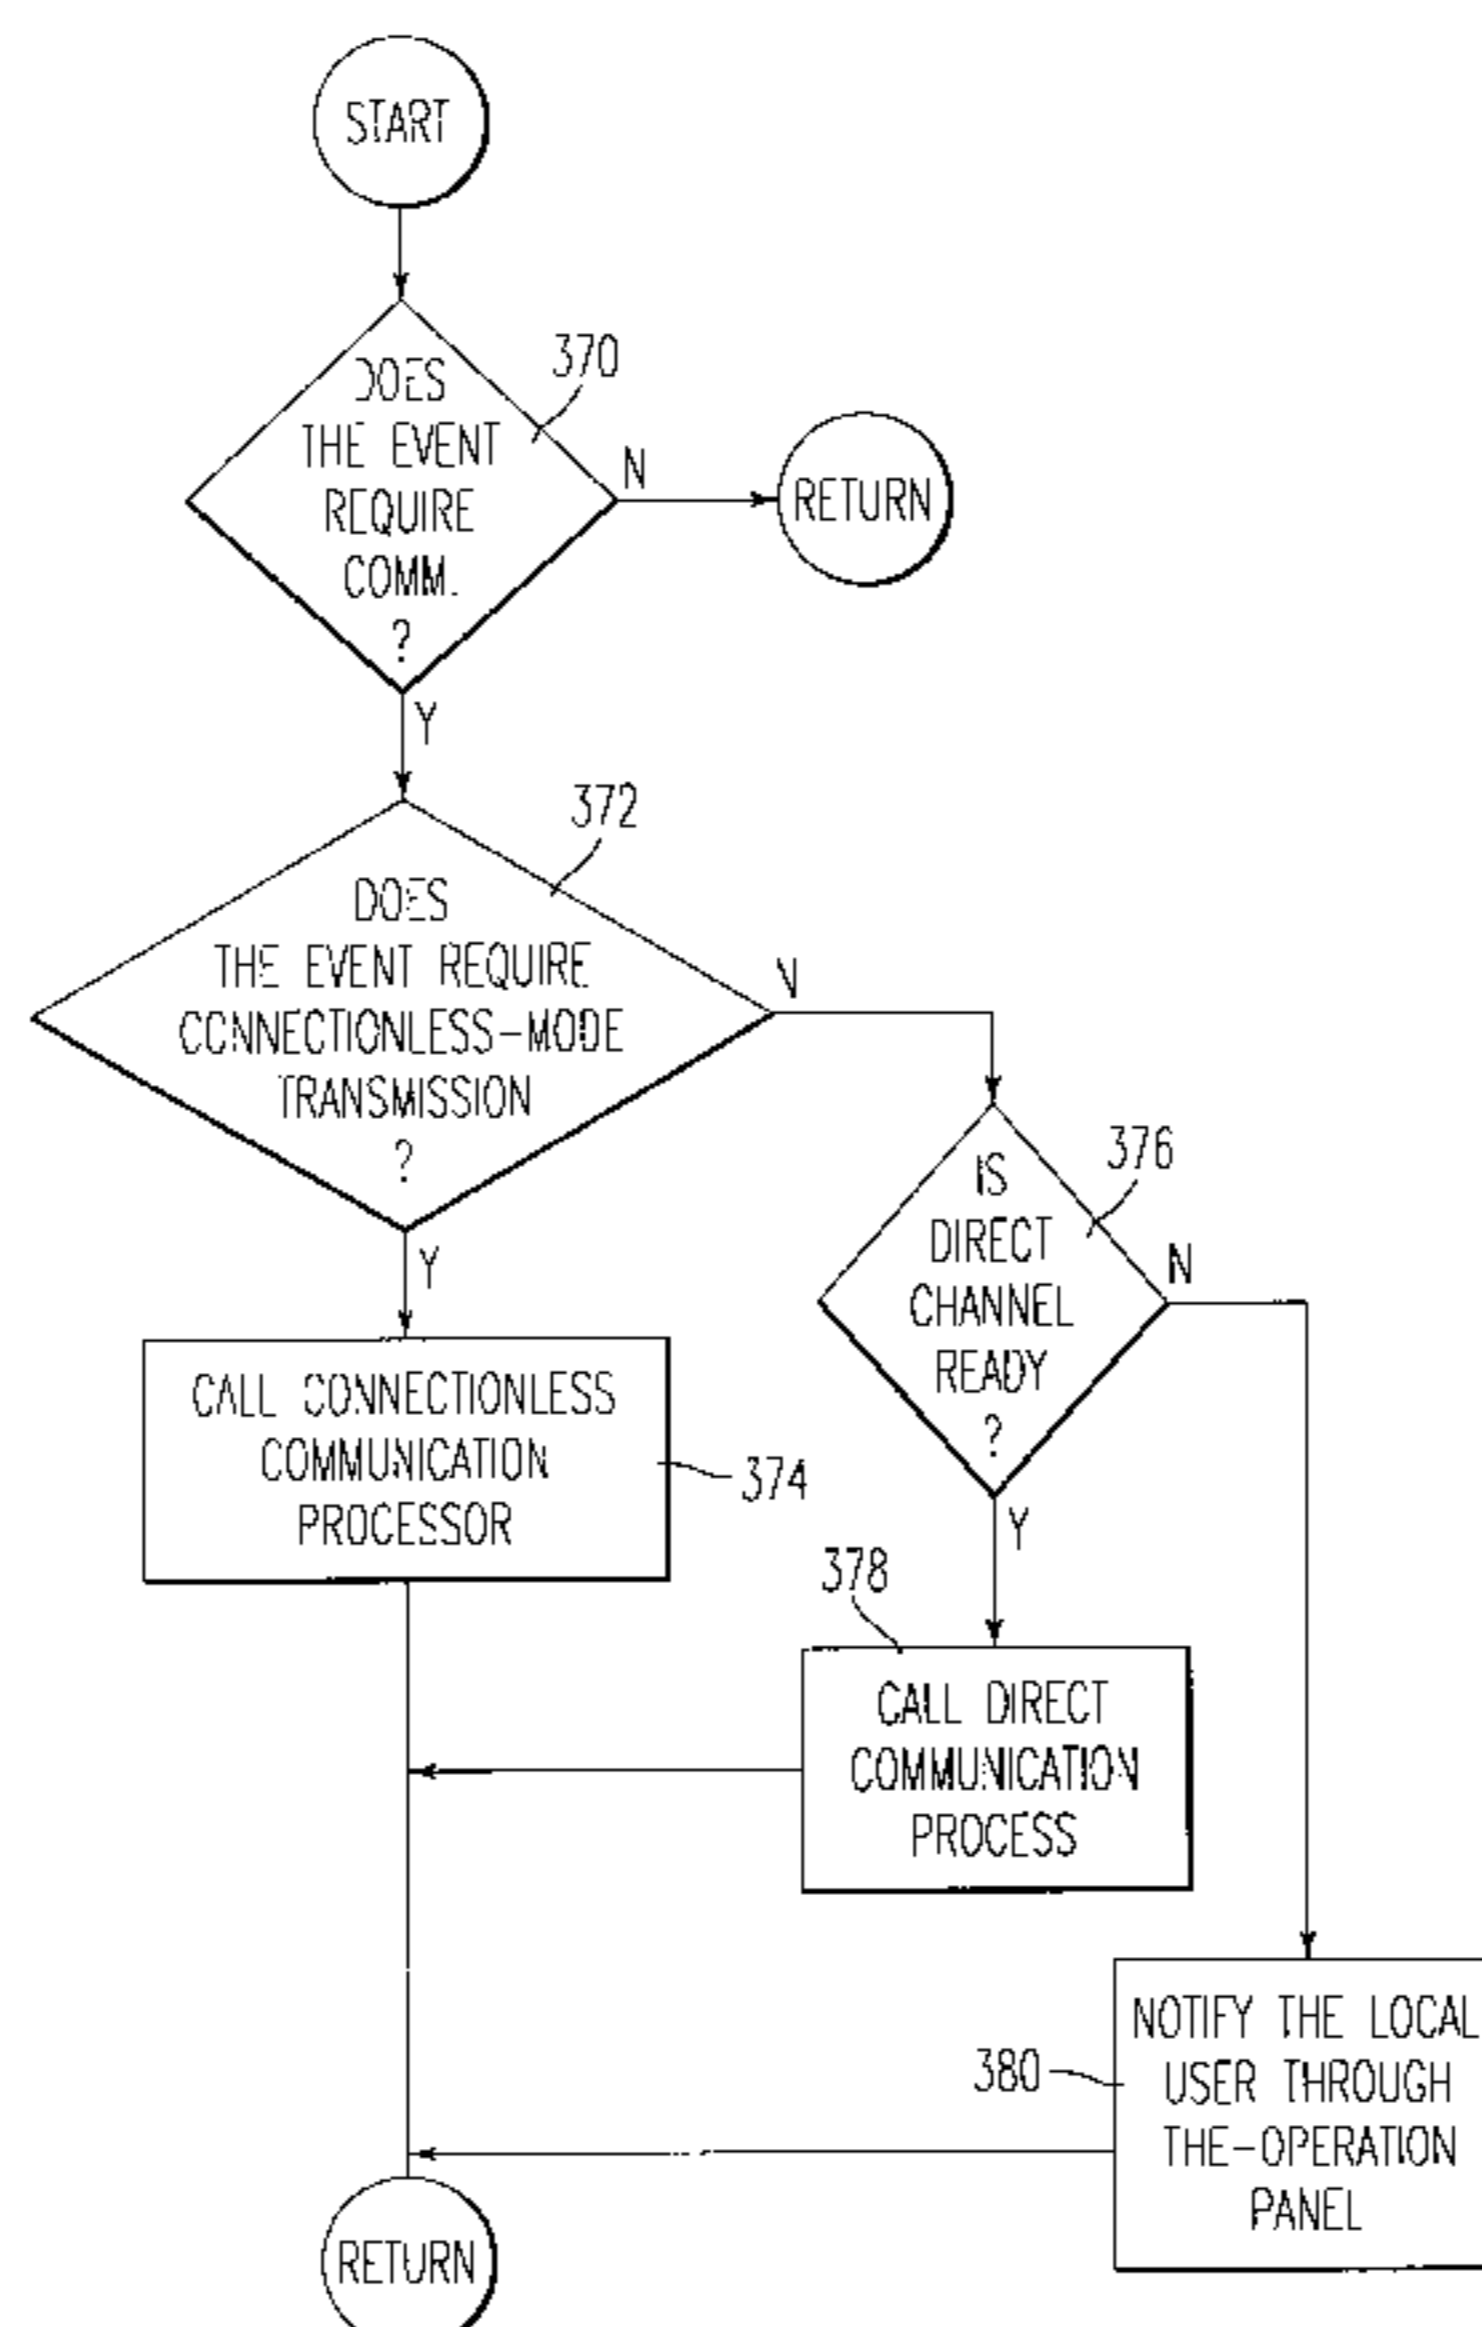 START
370
DOES
THE EVENT
REQUIRE
COMM.
?
N
RETURN
Y
372
DOES
THE EVENT REQUIRE
CONNECTIONLESS-MODE
TRANSMISSION
?
N
Y
376
IS
DIRECT
CHANNEL
READY
?
N
Y
CALL CONNECTIONLESS
COMMUNICATION
PROCESSOR
374
378
CALL DIRECT
COMMUNICATION
PROCESS
380
NOTIFY THE LOCAL
USER THROUGH
THE-OPERATION
PANEL
RETURN